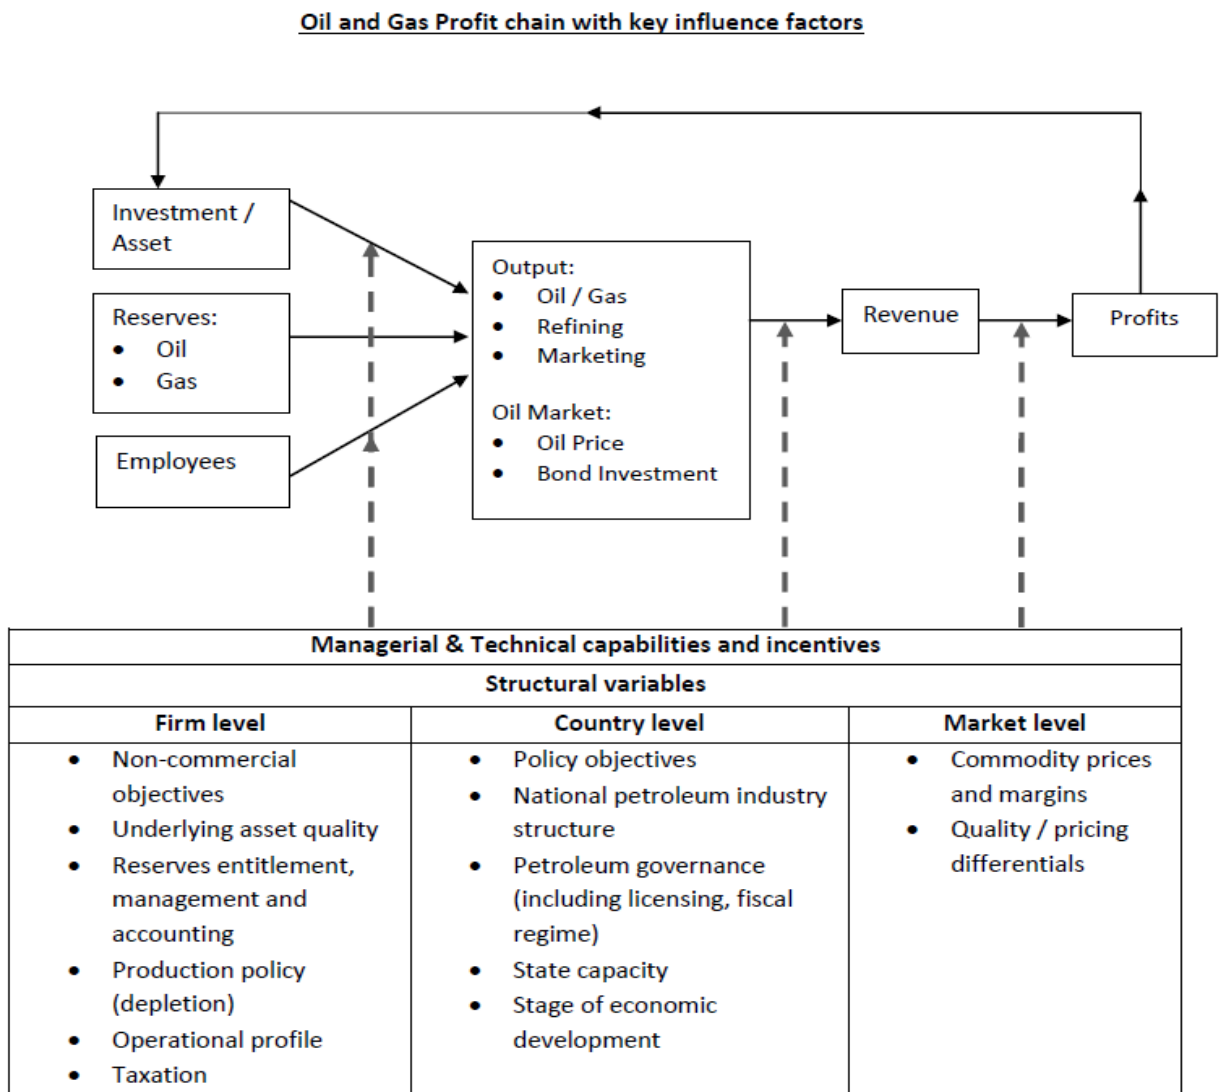 Oil and Gas Profit chain with key influence factors
Investment /
Asset
Reserves:
• Oil
• Gas
Employees
Output:
• Oil / Gas
• Refining
• Marketing
Oil Market:
• Oil Price
• Bond Investment
Revenue
Profits
Managerial & Technical capabilities and incentives
Structural variables
Firm level
• Non-commercial
objectives
• Underlying asset quality
• Reserves entitlement,
management and
accounting
• Production policy
(depletion)
• Operational profile
• Taxation
Country level
• Policy objectives
• National petroleum industry
structure
• Petroleum governance
(including licensing, fiscal
regime)
• State capacity
• Stage of economic
development
Market level
• Commodity prices
and margins
• Quality / pricing
differentials